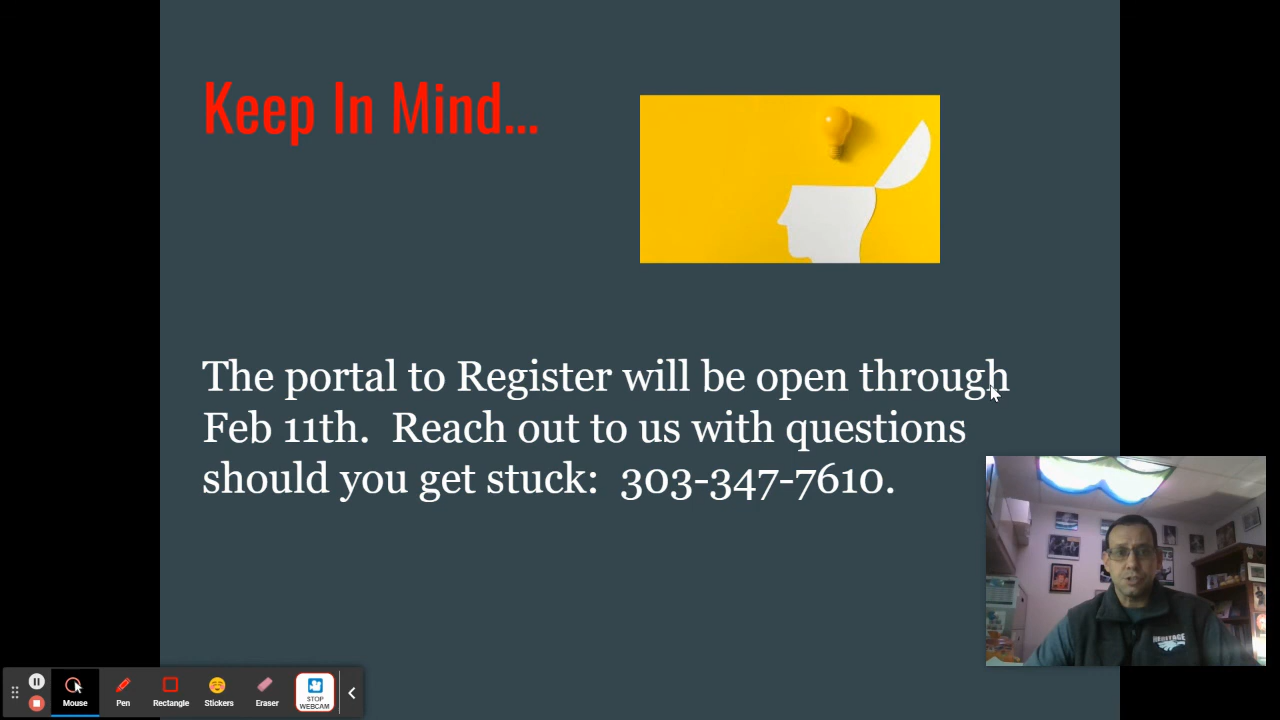 Keep In Mind...
The portal to Register will be open through
Feb 11th.  Reach out to us with questions
should you get stuck:  303-347-7610.
HERITAGE
Mouse
Pen
Rectangle
Stickers
Eraser
STOP
WEBCAM